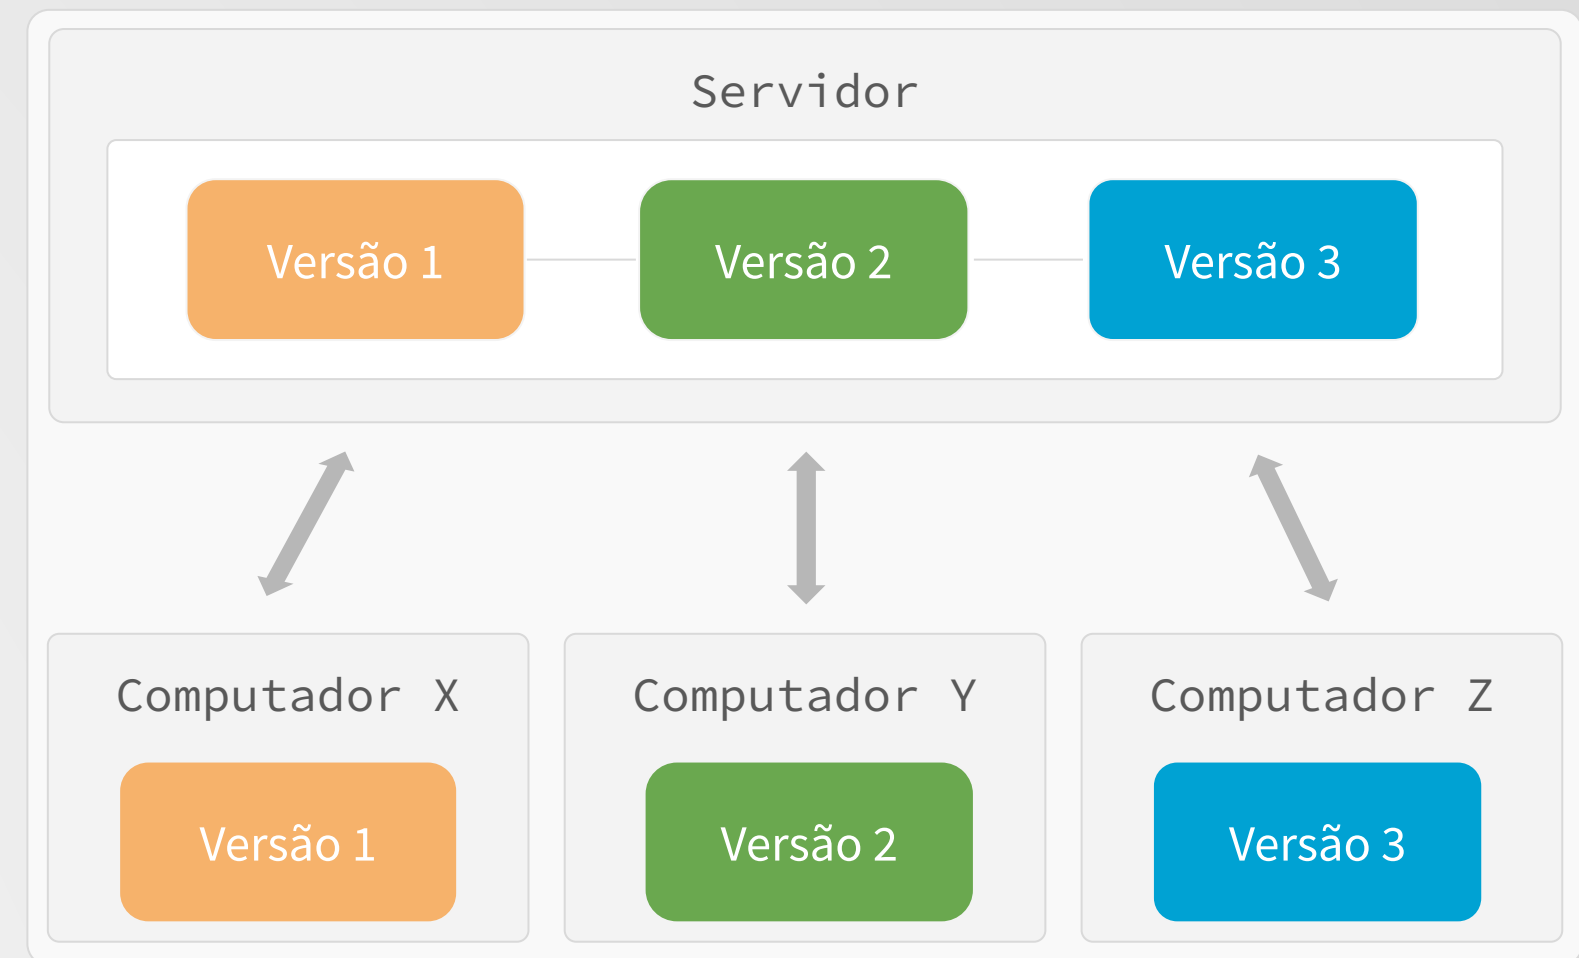 Servidor
Versão 1
Versão 2
Versão 3
Computador X
Computador Y
Computador Z
Versão 1
Versão 2
Versão 3